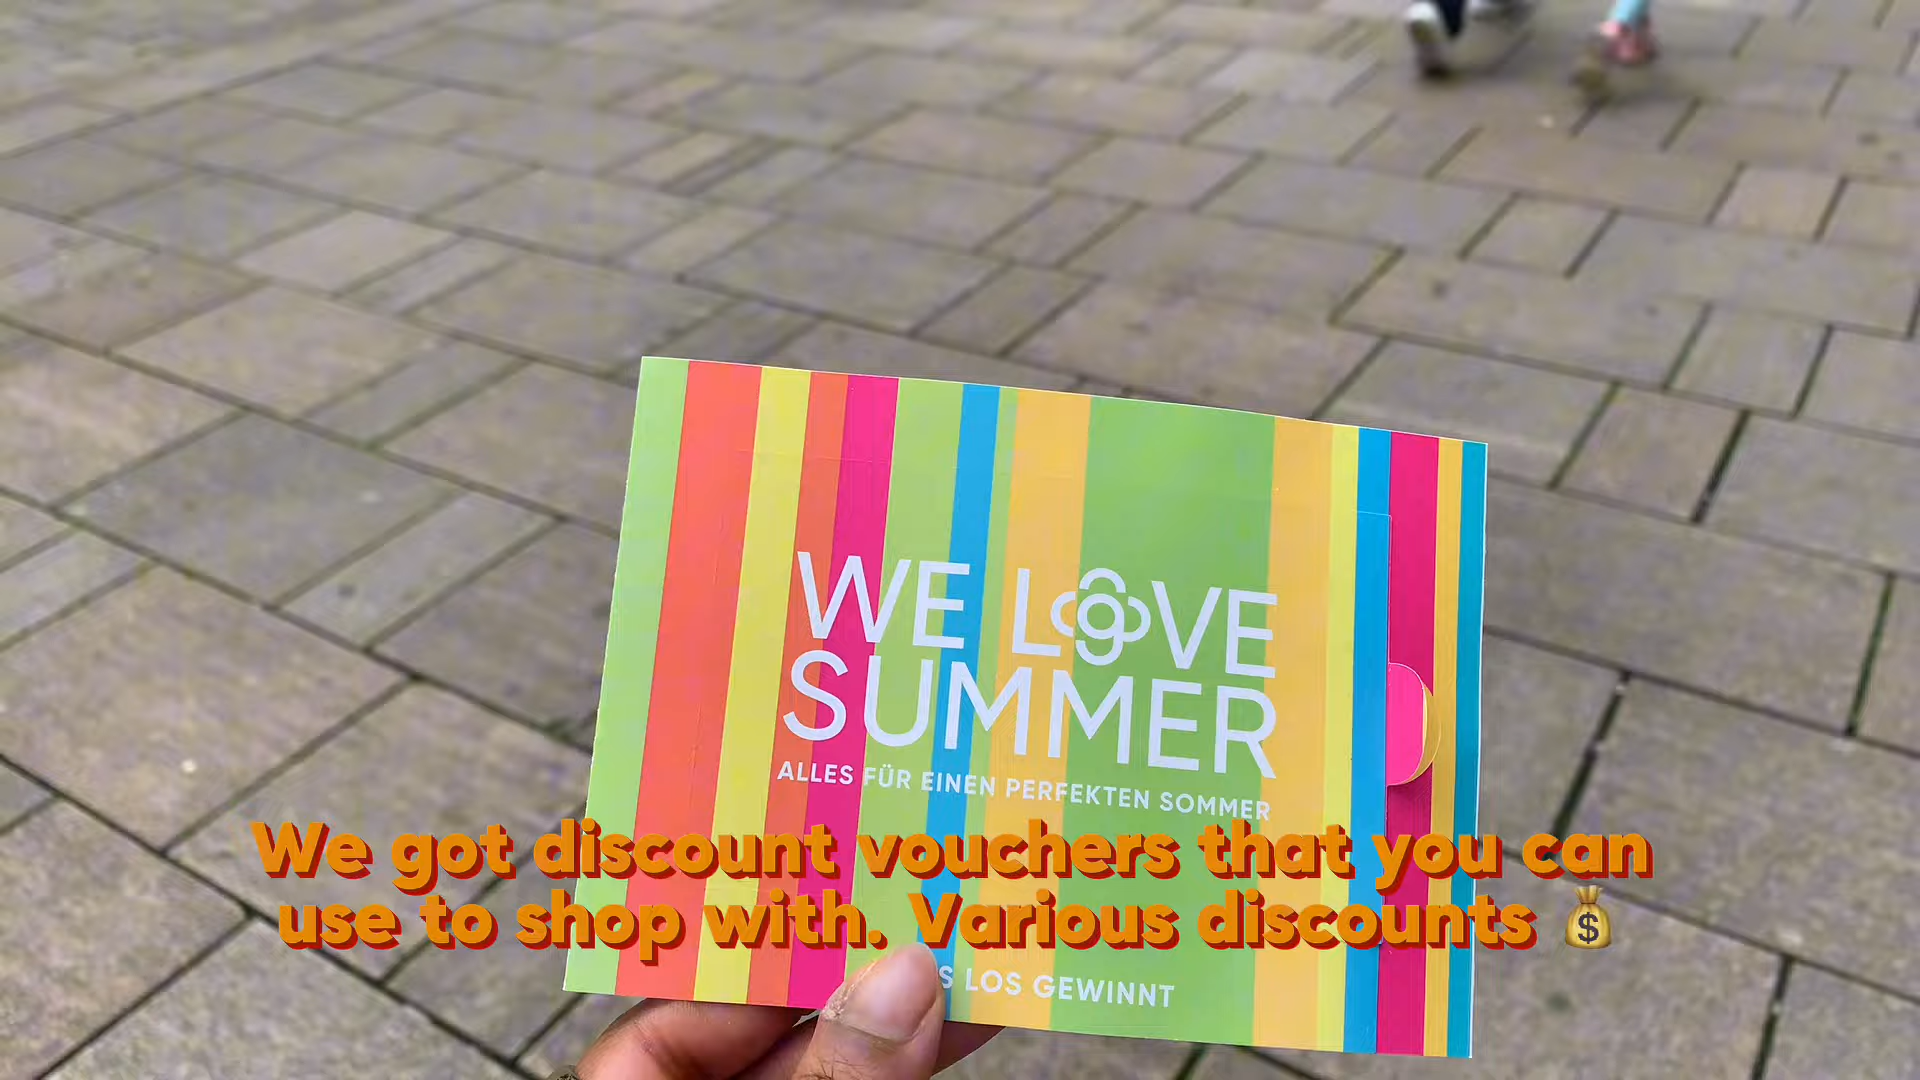 WE LOVE
SUMMER
ALLES FÜR EINEN PERFEKTEN SOMMER
We got discount vouchers that you can
use to shop with. Various discounts 💰
LOS GEWINNT